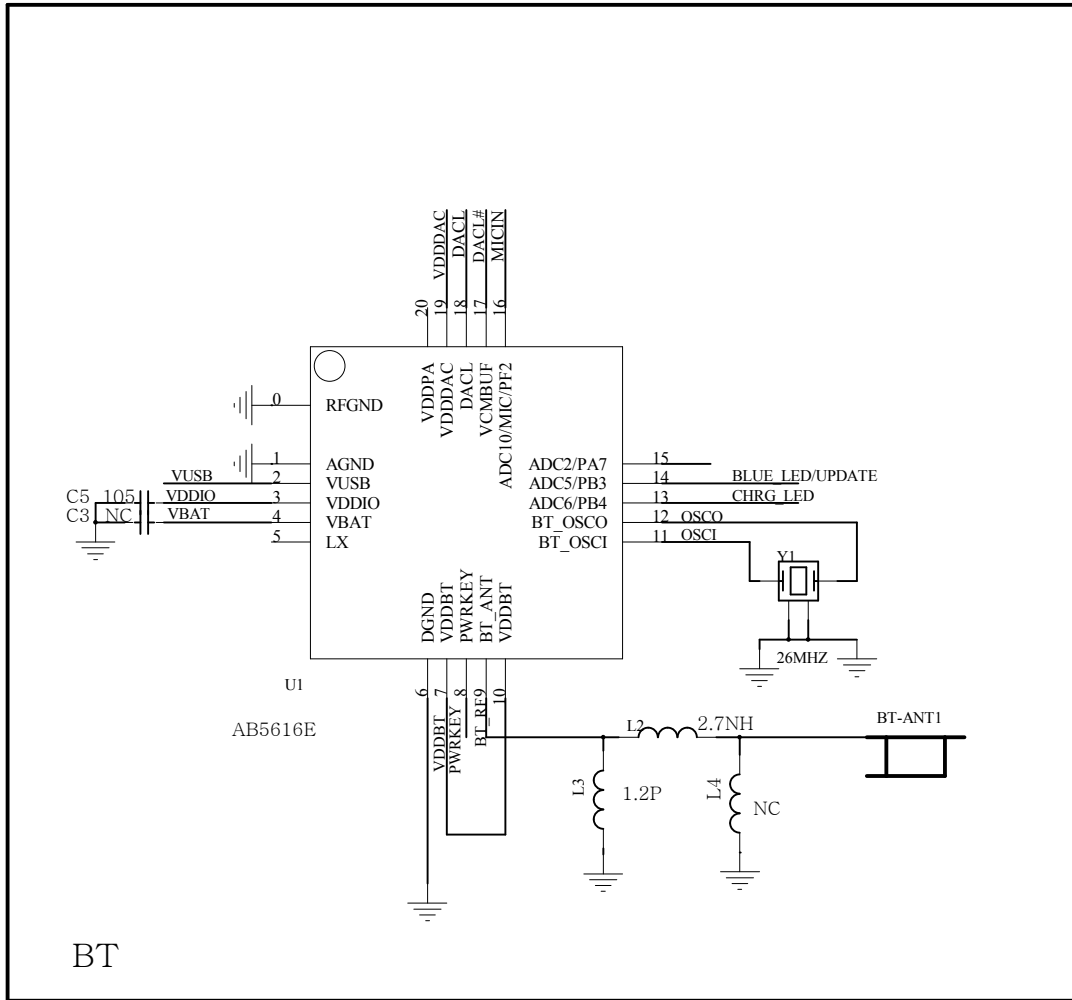 VDDDAC
DACL
DACL#
MICIN
20
19
18
17
16
VDDPA
VDDDAC
DACL
VCMBUF
ADC10/MIC/PF2
0
RFGND
1
AGND
VUSB
2
VUSB
C5 105
VDDIO
3
VDDIO
C3 NC
VBAT
4
VBAT
5
LX
ADC2/PA7
15
ADC5/PB3
14
BLUE_LED/UPDATE
ADC6/PB4
13
CHRG_LED
BT_OSCO
12
OSCO
BT_OSCI
11
OSCI
Y1
26MHZ
DGND
VDDBT
PWRKEY
BT_ANT
VDDBT
6
7
8
9
10
VDDBT
PWRKEY
BT_RF
U1
AB5616E
L2
2.7NH
BT-ANT1
L3
1.2P
L4
NC
BT